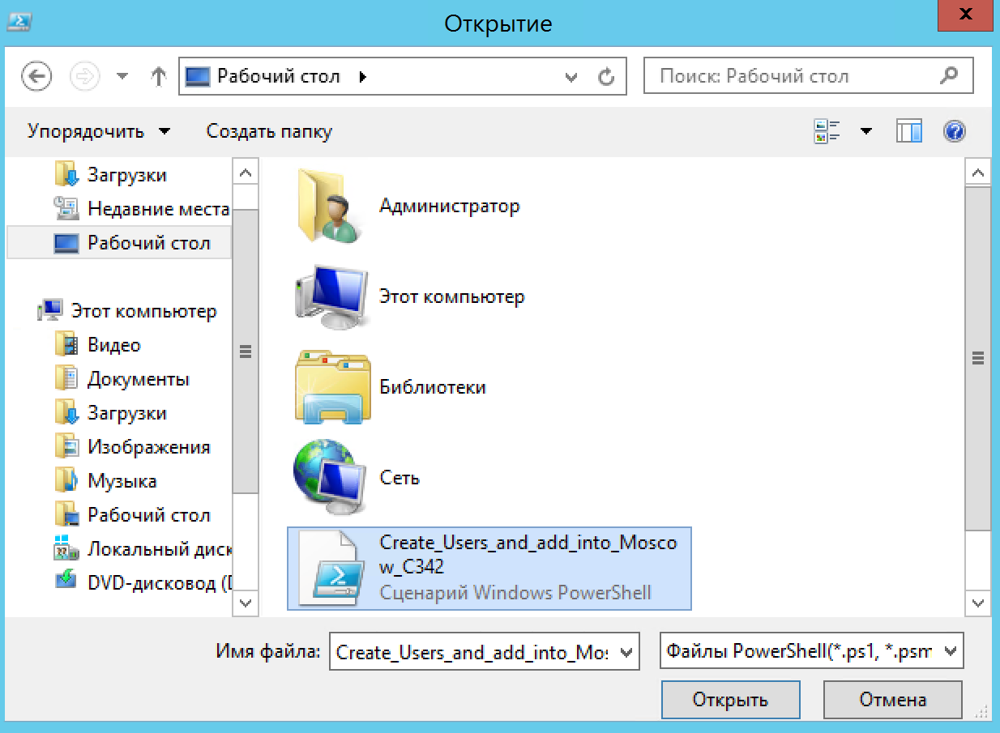 Открытие
Рабочий стол
Поиск: Рабочий стол
Упорядочить
Создать папку
Загрузки
Недавние места
Рабочий стол
Этот компьютер
Видео
Документы
Загрузки
Изображения
Музыка
Рабочий стол
Локальный диск
DVD-дисковод (D
Администратор
Этот компьютер
Библиотеки
Сеть
Create_Users_and_add_into_Mosco
w_C342
Сценарий Windows PowerShell
Имя файла:
Create_Users_and_add_into_Mos
Файлы PowerShell(*.ps1, *.psm
Открыть
Отмена